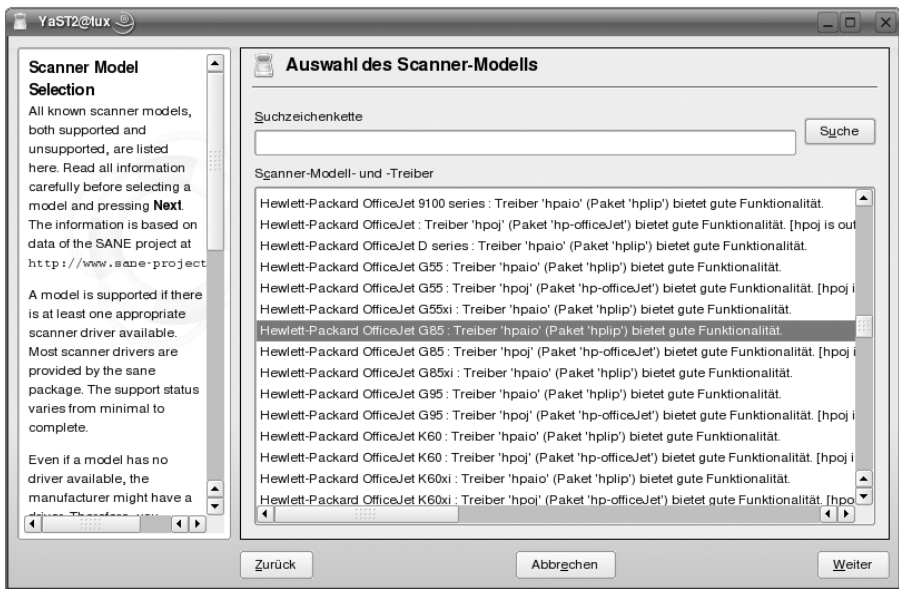 YaST2@tux
Scanner Model
Selection
All known scanner models,
both supported and
unsupported, are listed
here. Read all information
carefully before selecting a
model and pressing Next.
The information is based on
data of the SANE project at
http://www.sane-project
A model is supported if there
is at least one appropriate
scanner driver available.
Most scanner drivers are
provided by the sane
package. The support status
varies from minimal to
complete.
Even if a model has no
driver available, the
manufacturer might have a
driver. Therefore, you
Auswahl des Scanner-Modells
Suchzeichenkette
Suche
Scanner-Modell- und -Treiber
Hewlett-Packard OfficeJet 9100 series : Treiber 'hpaio' (Paket 'hplip') bietet gute Funktionalität.
Hewlett-Packard OfficeJet : Treiber 'hpoj' (Paket 'hp-officeJet') bietet gute Funktionalität. [hpoj is out
Hewlett-Packard OfficeJet D series : Treiber 'hpaio' (Paket 'hplip') bietet gute Funktionalität.
Hewlett-Packard OfficeJet G55 : Treiber 'hpaio' (Paket 'hplip') bietet gute Funktionalität.
Hewlett-Packard OfficeJet G55 : Treiber 'hpoj' (Paket 'hp-officeJet') bietet gute Funktionalität. [hpoj i
Hewlett-Packard OfficeJet G55xi : Treiber 'hpaio' (Paket 'hplip') bietet gute Funktionalität.
Hewlett-Packard OfficeJet G85 : Treiber 'hpaio' (Paket 'hplip') bietet gute Funktionalität.
Hewlett-Packard OfficeJet G85 : Treiber 'hpoj' (Paket 'hp-officeJet') bietet gute Funktionalität. [hpoj i
Hewlett-Packard OfficeJet G85xi : Treiber 'hpaio' (Paket 'hplip') bietet gute Funktionalität.
Hewlett-Packard OfficeJet G95 : Treiber 'hpaio' (Paket 'hplip') bietet gute Funktionalität.
Hewlett-Packard OfficeJet G95 : Treiber 'hpoj' (Paket 'hp-officeJet') bietet gute Funktionalität. [hpoj i
Hewlett-Packard OfficeJet K60 : Treiber 'hpaio' (Paket 'hplip') bietet gute Funktionalität.
Hewlett-Packard OfficeJet K60 : Treiber 'hpoj' (Paket 'hp-officeJet') bietet gute Funktionalität. [hpoj i
Hewlett-Packard OfficeJet K60xi : Treiber 'hpaio' (Paket 'hplip') bietet gute Funktionalität.
Hewlett-Packard OfficeJet K60xi : Treiber 'hpoj' (Paket 'hp-officeJet') bietet gute Funktionalität. [hpo
Zurück
Abbrechen
Weiter